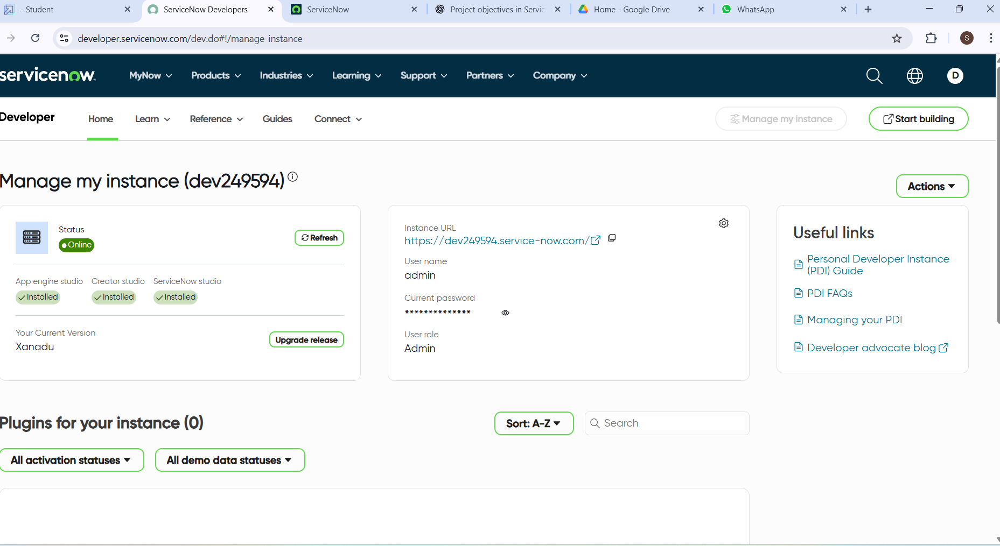 - Student
ServiceNow Developers
ServiceNow
Project objectives in Servic
Home - Google Drive
WhatsApp
developer.servicenow.com/dev.do#!/manage-instance
S
servicenow
MyNow
Products
Industries
Learning
Support
Partners
Company
D
Developer
Home
Learn
Reference
Guides
Connect
Manage my instance
Start building
Manage my instance (dev249594)
Actions
Status
Online
Refresh
App engine studio
Creator studio
ServiceNow studio
Installed
Installed
Installed
Your Current Version
Xanadu
Upgrade release
Instance URL
https://dev249594.service-now.com/
User name
admin
Current password
**************
User role
Admin
Useful links
Personal Developer Instance
(PDI) Guide
PDI FAQs
Managing your PDI
Developer advocate blog
Plugins for your instance (0)
Sort: A-Z
Search
All activation statuses
All demo data statuses